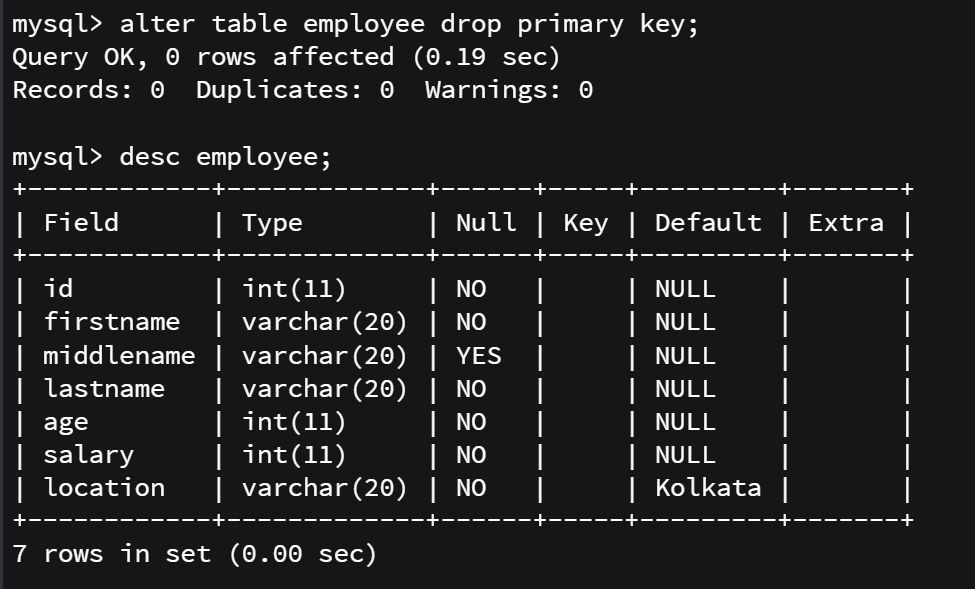 mysql> alter table employee drop primary key;
Query OK, 0 rows affected (0.19 sec)
Records: 0  Duplicates: 0  Warnings: 0

mysql> desc employee;
+------------+-------------+------+-----+---------+-------+
| Field      | Type        | Null | Key | Default | Extra |
+------------+-------------+------+-----+---------+-------+
| id         | int(11)     | NO   |     | NULL    |       |
| firstname  | varchar(20) | NO   |     | NULL    |       |
| middlename | varchar(20) | YES  |     | NULL    |       |
| lastname   | varchar(20) | NO   |     | NULL    |       |
| age        | int(11)     | NO   |     | NULL    |       |
| salary     | int(11)     | NO   |     | NULL    |       |
| location   | varchar(20) | NO   |     | Kolkata |       |
+------------+-------------+------+-----+---------+-------+
7 rows in set (0.00 sec)